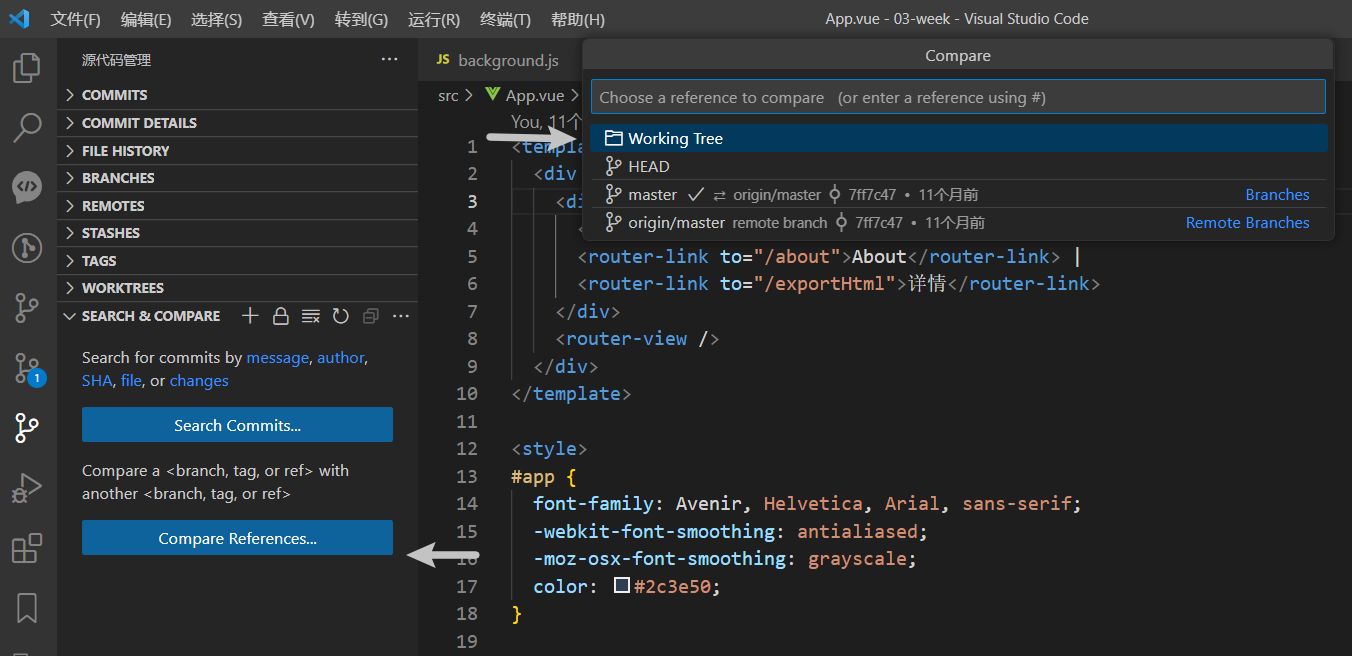 文件(F) 编辑(E) 选择(S) 查看(V) 转到(G) 运行(R) 终端(T) 帮助(H) App.vue - 03-week - Visual Studio Code
源代码管理 ···
COMMITS
COMMIT DETAILS
FILE HISTORY
BRANCHES
REMOTES
STASHES
TAGS
WORKTREES
SEARCH & COMPARE ···
Search for commits by message, author,
SHA, file, or changes
Search Commits...
Compare a <branch, tag, or ref> with
another <branch, tag, or ref>
Compare References...
1
JS background.js
src > App.vue >
You, 11个
Compare
Choose a reference to compare (or enter a reference using #)
Working Tree
HEAD
master ✓ ⇄ origin/master 7ff7c47 • 11个月前 Branches
origin/master remote branch 7ff7c47 • 11个月前 Remote Branches
1 <templa
2 <div
3 <di
4 <
5 <router-link to="/about">About</router-link> |
6 <router-link to="/exportHtml">详情</router-link>
7 </div>
8 <router-view />
9 </div>
10 </template>
11
12 <style>
13 #app {
14 font-family: Avenir, Helvetica, Arial, sans-serif;
15 -webkit-font-smoothing: antialiased;
16 -moz-osx-font-smoothing: grayscale;
17 color: #2c3e50;
18 }
19